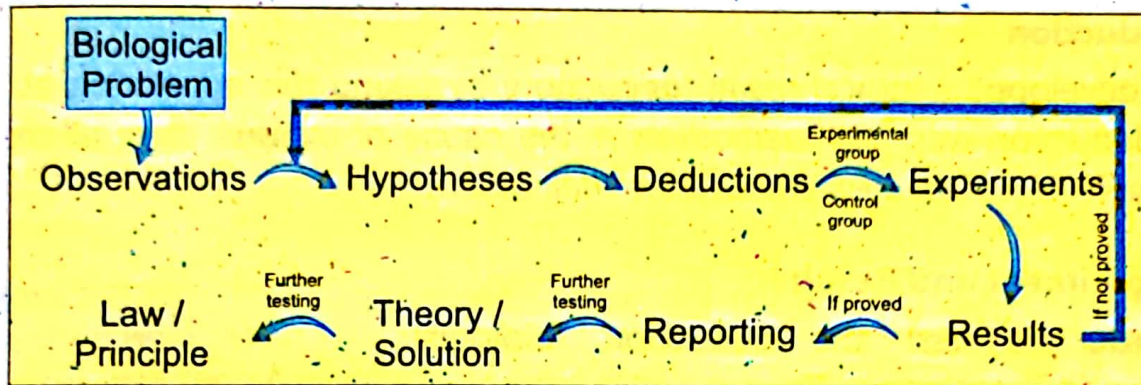 Biological
Problem
Observations
Hypotheses
Deductions
Experimental
group
Control
group
Experiments
If not proved
Results
If proved
Reporting
Further
testing
Theory /
Solution
Further
testing
Law /
Principle